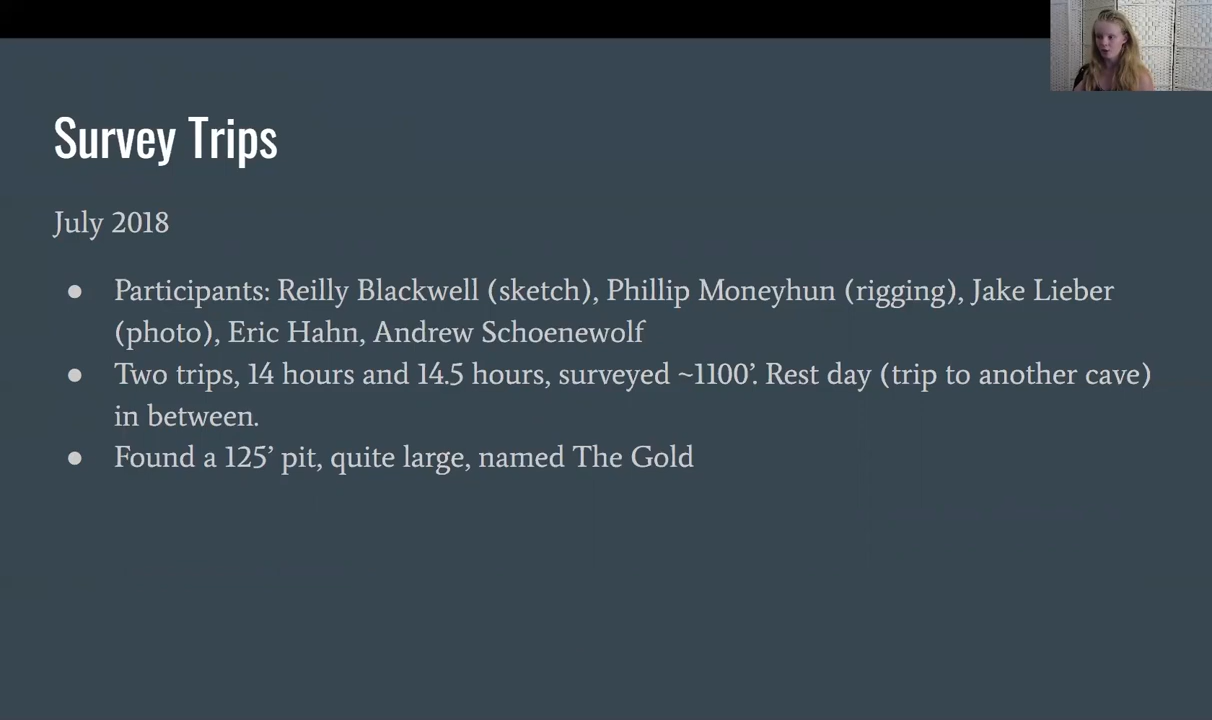 Survey Trips
July 2018
● Participants: Reilly Blackwell (sketch), Phillip Moneyhun (rigging), Jake Lieber
(photo), Eric Hahn, Andrew Schoenewolf
● Two trips, 14 hours and 14.5 hours, surveyed ~1100’. Rest day (trip to another cave)
in between.
● Found a 125’ pit, quite large, named The Gold